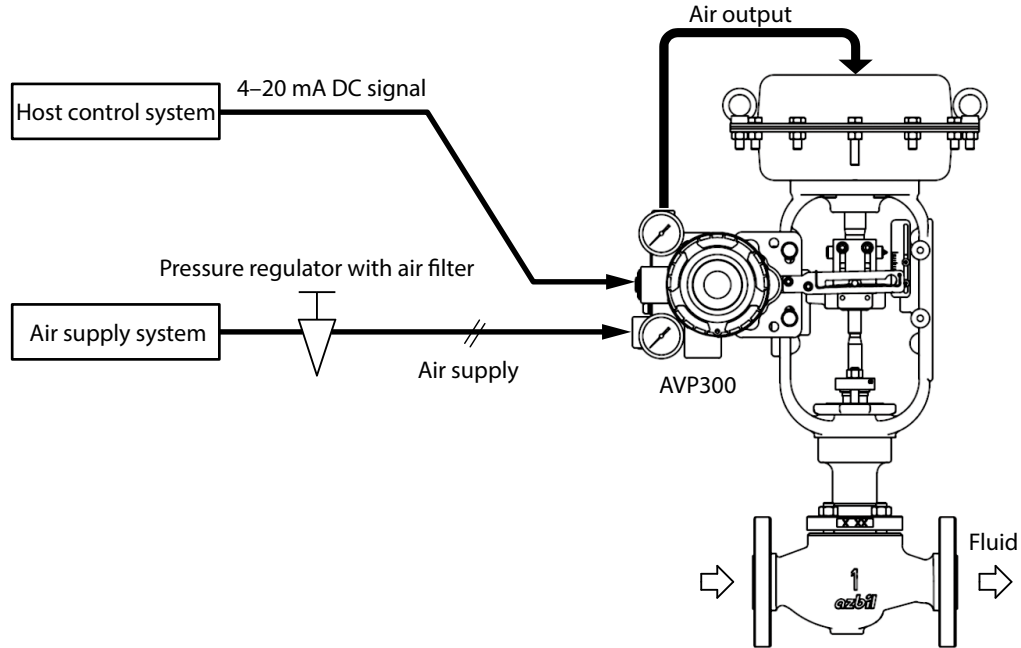 Air output
4–20 mA DC signal
Host control system
Pressure regulator with air filter
Air supply system
Air supply
AVP300
Fluid
1
azbil